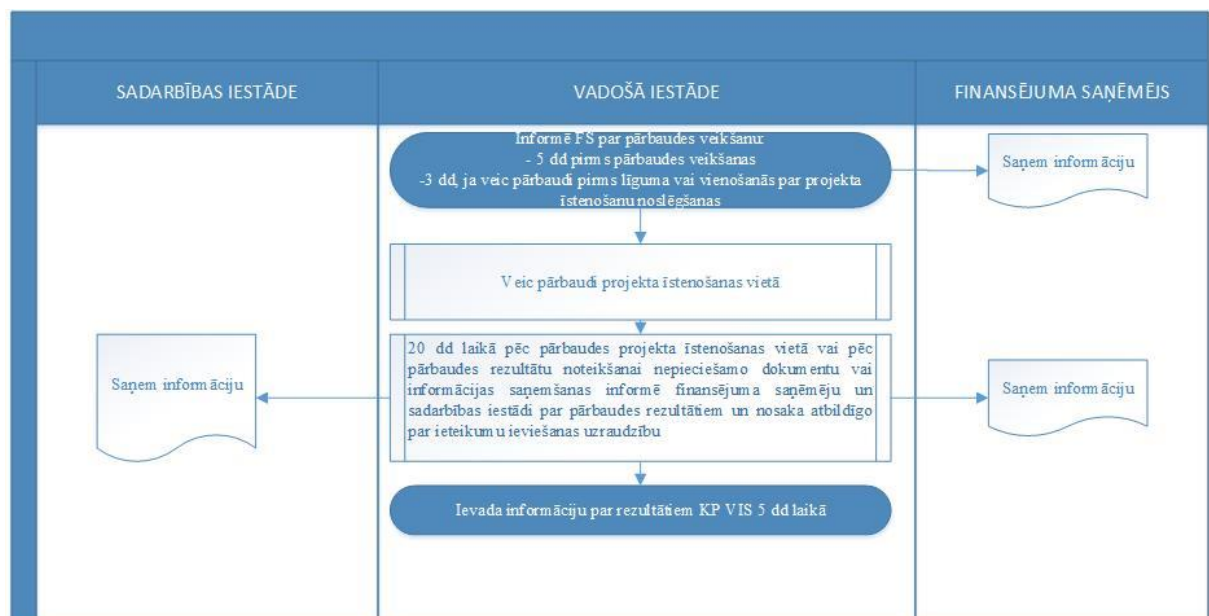 SADARBĪBAS IESTĀDE
VADOŠĀ IESTĀDE
FINANSĒJUMA SAŅĒMĒJS
Informē FS par pārbaudes veikšanu:
- 5 dd pirms pārbaudes veikšanas
-3 dd, ja veic pārbaudi pirms līguma vai vienošanās par projekta
īstenošanu noslēgšanas
Saņem informāciju
Veic pārbaudi projekta īstenošanas vietā
Saņem informāciju
20 dd laikā pēc pārbaudes projekta īstenošanas vietā vai pēc
pārbaudes rezultātu noteikšanai nepieciešamo dokumentu vai
informācijas saņemšanas informē finansējuma saņēmēju un
sadarbības iestādi par pārbaudes rezultātiem un nosaka atbildīgo
par ieteikumu ieviešanas uzraudzību
Saņem informāciju
Ievada informāciju par rezultātiem KP VIS 5 dd laikā